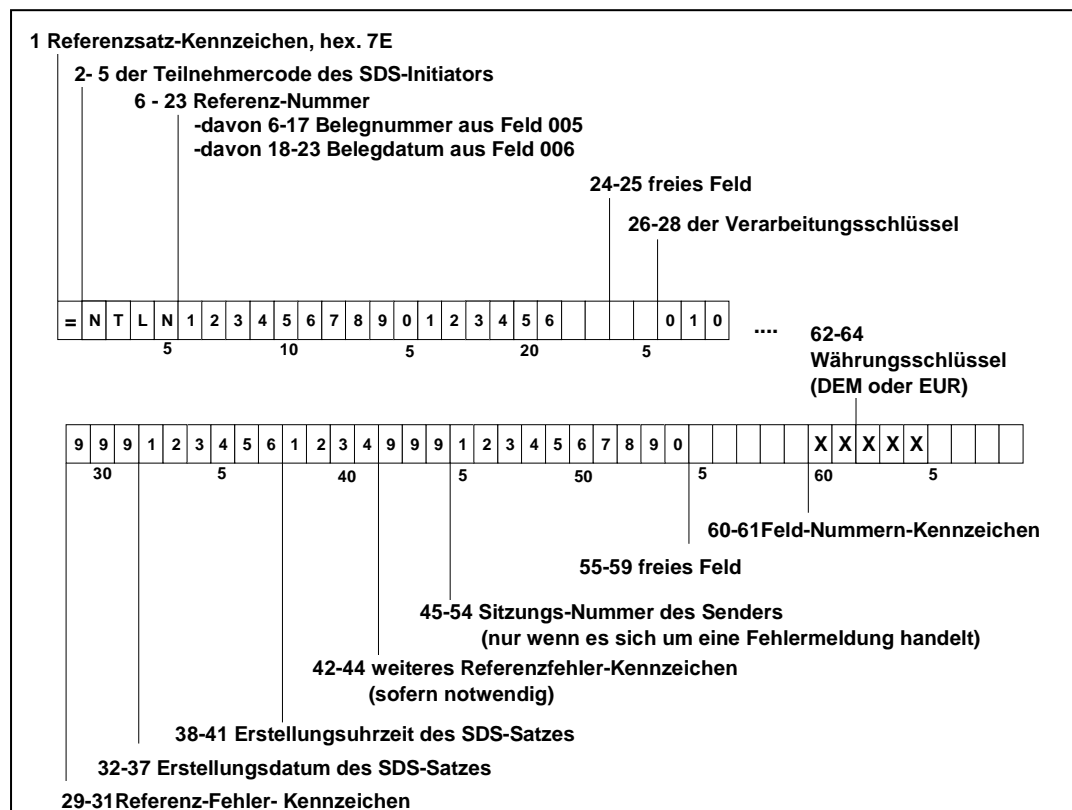 1 Referenzsatz-Kennzeichen, hex. 7E
2- 5 der Teilnehmercode des SDS-Initiators
6 - 23 Referenz-Nummer
-davon 6-17 Belegnummer aus Feld 005
-davon 18-23 Belegdatum aus Feld 006
24-25 freies Feld
26-28 der Verarbeitungsschlüssel
= N T L N 1 2 3 4 5 6 7 8 9 0 1 2 3 4 5 6 0 1 0 ....
5 10 5 20 5
62-64
Währungsschlüssel
(DEM oder EUR)
9 9 9 1 2 3 4 5 6 1 2 3 4 9 9 9 1 2 3 4 5 6 7 8 9 0 X X X X X
30 5 40 5 50 5 60 5
60-61Feld-Nummern-Kennzeichen
55-59 freies Feld
45-54 Sitzungs-Nummer des Senders
(nur wenn es sich um eine Fehlermeldung handelt)
42-44 weiteres Referenzfehler-Kennzeichen
(sofern notwendig)
38-41 Erstellungsuhrzeit des SDS-Satzes
32-37 Erstellungsdatum des SDS-Satzes
29-31Referenz-Fehler- Kennzeichen